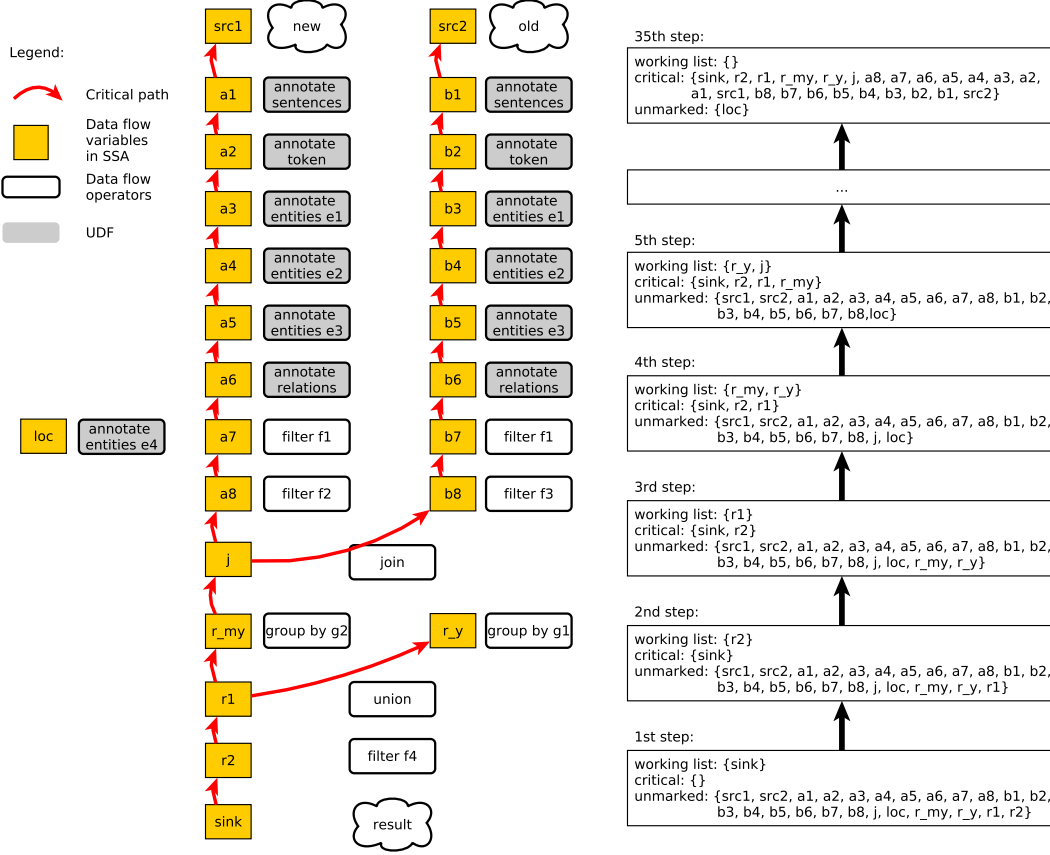 Legend:
Critical path
Data flow
variables
in SSA
Data flow
operators
UDF
loc
annotate
entities e4
src1
new
src2
old
a1
annotate
sentences
b1
annotate
sentences
a2
annotate
token
b2
annotate
token
a3
annotate
entities e1
b3
annotate
entities e1
a4
annotate
entities e2
b4
annotate
entities e2
a5
annotate
entities e3
b5
annotate
entities e3
a6
annotate
relations
b6
annotate
relations
a7
filter f1
b7
filter f1
a8
filter f2
b8
filter f3
j
join
r_my
group by g2
r_y
group by g1
r1
union
r2
filter f4
sink
result
35th step:
working list: {}
critical: {sink, r2, r1, r_my, r_y, j, a8, a7, a6, a5, a4, a3, a2,
a1, src1, b8, b7, b6, b5, b4, b3, b2, b1, src2}
unmarked: {loc}
...
5th step:
working list: {r_y, j}
critical: {sink, r2, r1, r_my}
unmarked: {src1, src2, a1, a2, a3, a4, a5, a6, a7, a8, b1, b2,
b3, b4, b5, b6, b7, b8,loc}
4th step:
working list: {r_my, r_y}
critical: {sink, r2, r1}
unmarked: {src1, src2, a1, a2, a3, a4, a5, a6, a7, a8, b1, b2,
b3, b4, b5, b6, b7, b8, j, loc}
3rd step:
working list: {r1}
critical: {sink, r2}
unmarked: {src1, src2, a1, a2, a3, a4, a5, a6, a7, a8, b1, b2,
b3, b4, b5, b6, b7, b8, j, loc, r_my, r_y}
2nd step:
working list: {r2}
critical: {sink}
unmarked: {src1, src2, a1, a2, a3, a4, a5, a6, a7, a8, b1, b2,
b3, b4, b5, b6, b7, b8, j, loc, r_my, r_y, r1}
1st step:
working list: {sink}
critical: {}
unmarked: {src1, src2, a1, a2, a3, a4, a5, a6, a7, a8, b1, b2,
b3, b4, b5, b6, b7, b8, j, loc, r_my, r_y, r1, r2}